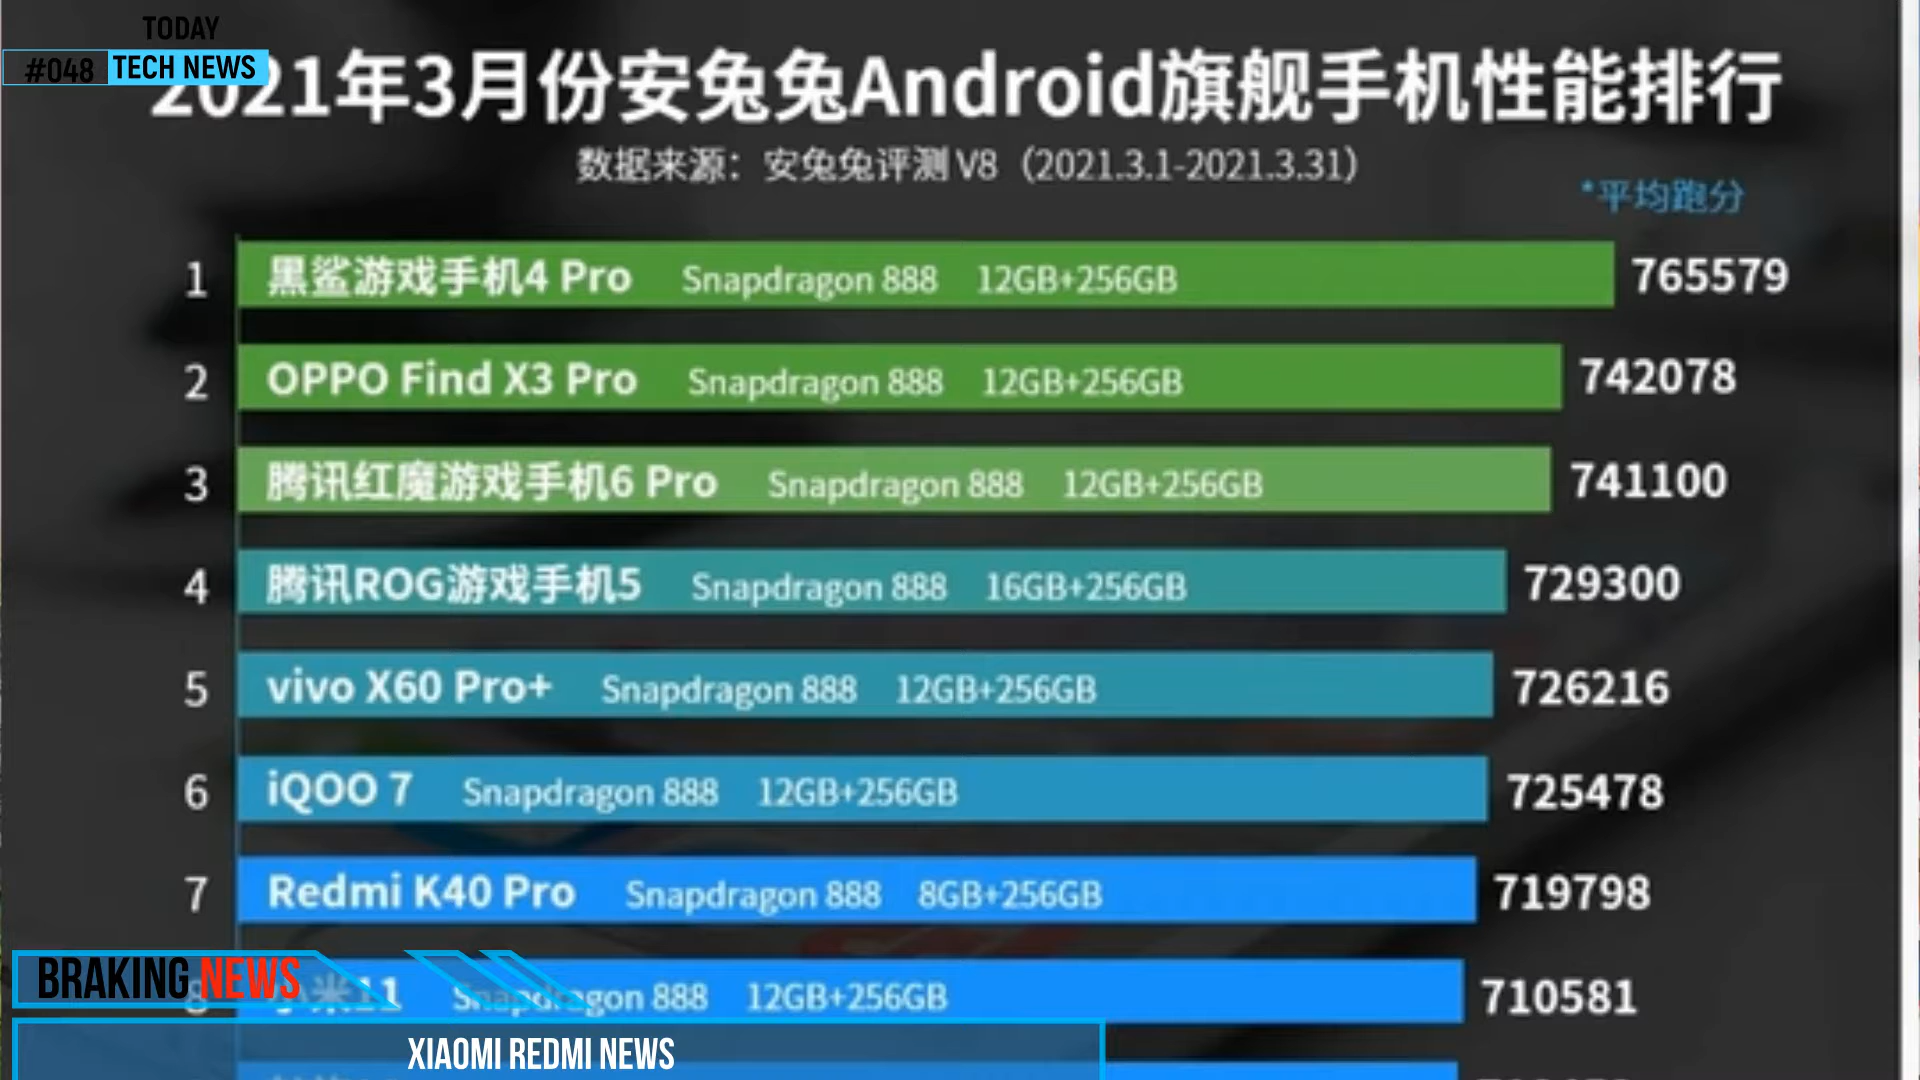 TODAY
#048 TECH NEWS
2021年3月份安兔兔Android旗舰手机性能排行
数据来源：安兔兔评测 V8（2021.3.1-2021.3.31）
*平均跑分
1 黑鲨游戏手机4 Pro Snapdragon 888 12GB+256GB 765579
2 OPPO Find X3 Pro Snapdragon 888 12GB+256GB 742078
3 腾讯红魔游戏手机6 Pro Snapdragon 888 12GB+256GB 741100
4 腾讯ROG游戏手机5 Snapdragon 888 16GB+256GB 729300
5 vivo X60 Pro+ Snapdragon 888 12GB+256GB 726216
6 iQOO 7 Snapdragon 888 12GB+256GB 725478
7 Redmi K40 Pro Snapdragon 888 8GB+256GB 719798
8 小米11 Snapdragon 888 12GB+256GB 710581
BRAKING NEWS
XIAOMI REDMI NEWS